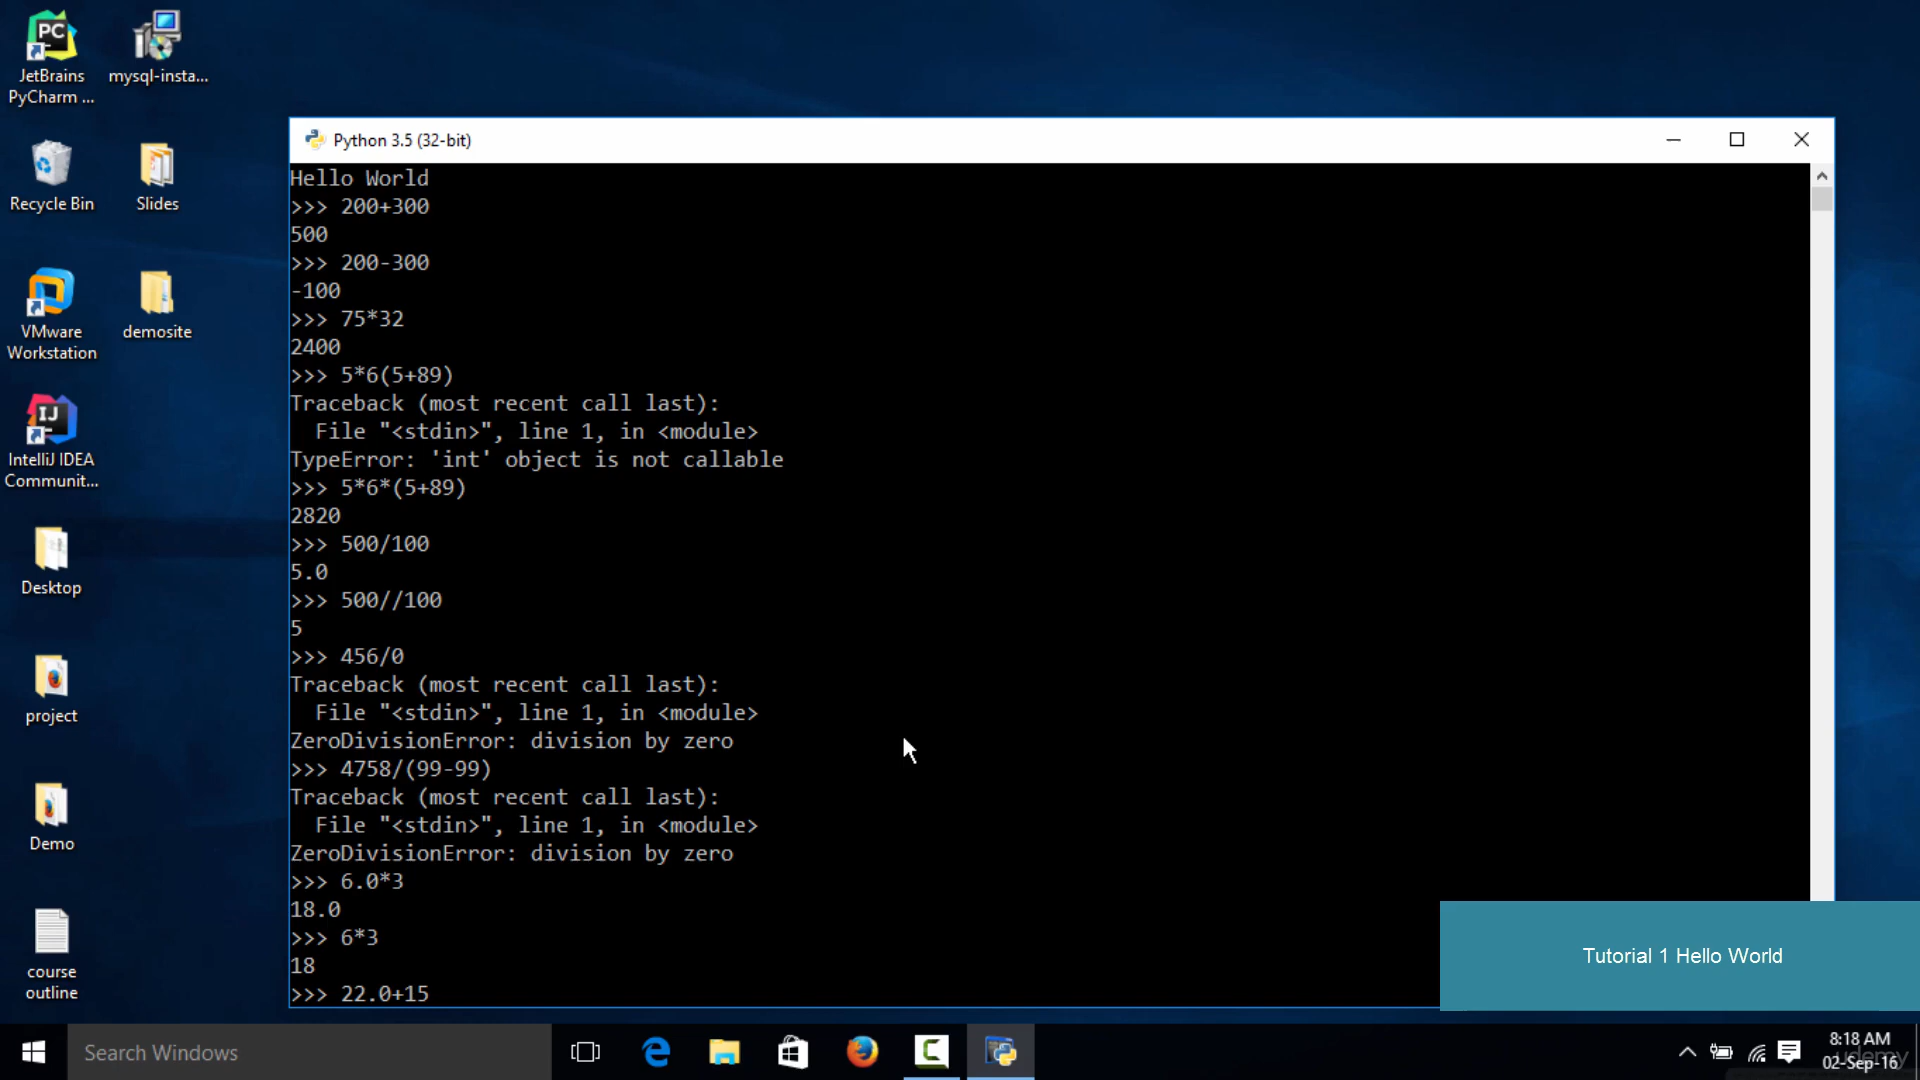 JetBrains
PyCharm ...
mysql-insta...
Recycle Bin
Slides
VMware
Workstation
demosite
IntelliJ IDEA
Communit...
Desktop
project
Demo
course
outline
Python 3.5 (32-bit)
Hello World
>>> 200+300
500
>>> 200-300
-100
>>> 75*32
2400
>>> 5*6(5+89)
Traceback (most recent call last):
  File "<stdin>", line 1, in <module>
TypeError: 'int' object is not callable
>>> 5*6*(5+89)
2820
>>> 500/100
5.0
>>> 500//100
5
>>> 456/0
Traceback (most recent call last):
  File "<stdin>", line 1, in <module>
ZeroDivisionError: division by zero
>>> 4758/(99-99)
Traceback (most recent call last):
  File "<stdin>", line 1, in <module>
ZeroDivisionError: division by zero
>>> 6.0*3
18.0
>>> 6*3
18
>>> 22.0+15
Tutorial 1 Hello World
Search Windows
8:18 AM
02-Sep-16
udemy